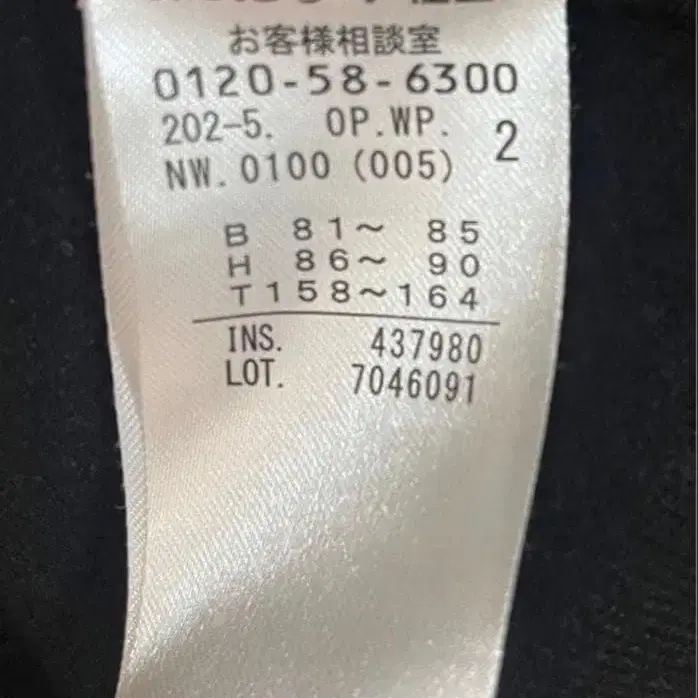 お客様相談室
0120-58-6300
202-5. OP.WP. 2
NW.0100 (005)
B 81～ 85
H 86～ 90
T158～164
INS. 437980
LOT. 7046091